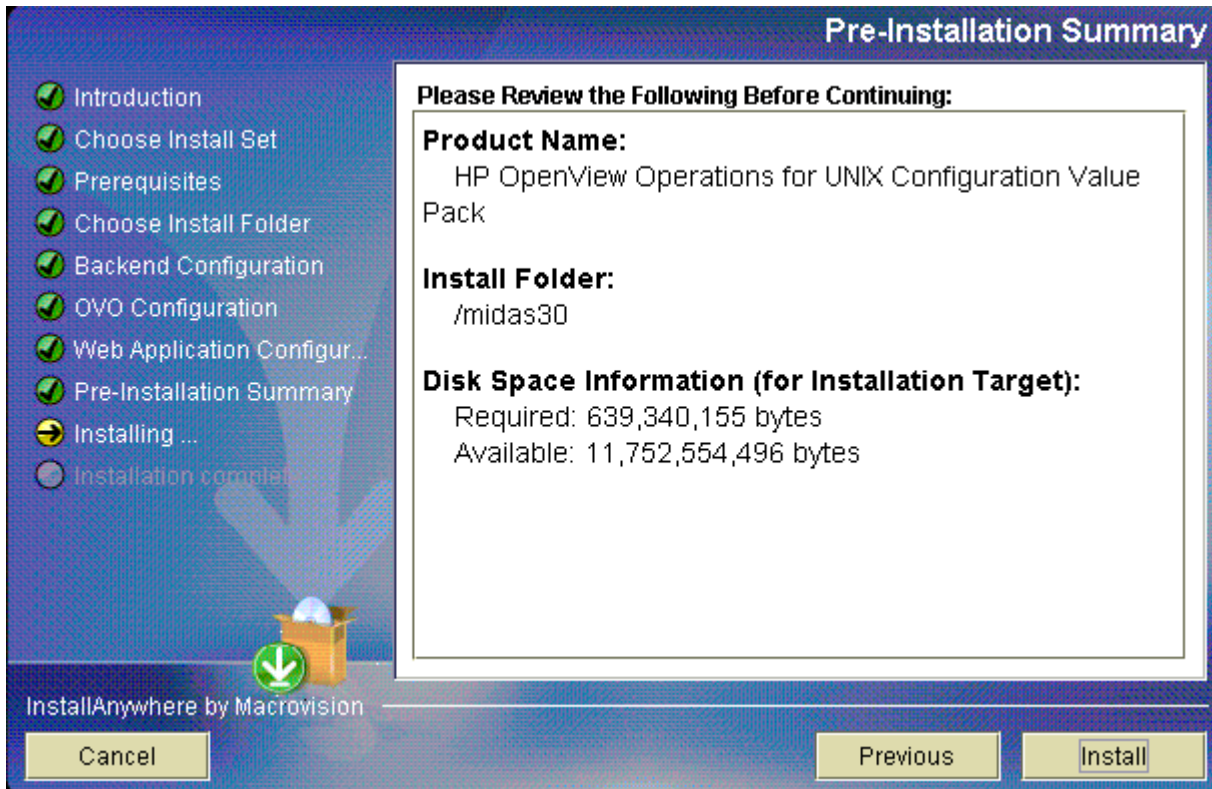 Pre-Installation Summary
Introduction
Choose Install Set
Prerequisites
Choose Install Folder
Backend Configuration
OVO Configuration
Web Application Configur...
Pre-Installation Summary
Installing ...
Installation complet
Please Review the Following Before Continuing:
Product Name:
HP OpenView Operations for UNIX Configuration Value
Pack
Install Folder:
/midas30
Disk Space Information (for Installation Target):
Required: 639,340,155 bytes
Available: 11,752,554,496 bytes
InstallAnywhere by Macrovision
Cancel
Previous
Install